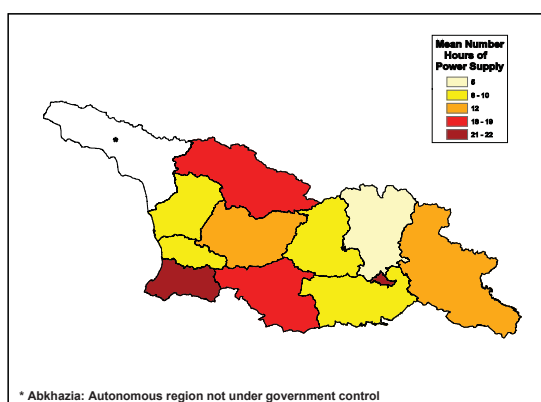 Mean Number
Hours of
Power Supply
5
6 - 10
12
18 - 19
21 - 22
*
* Abkhazia: Autonomous region not under government control